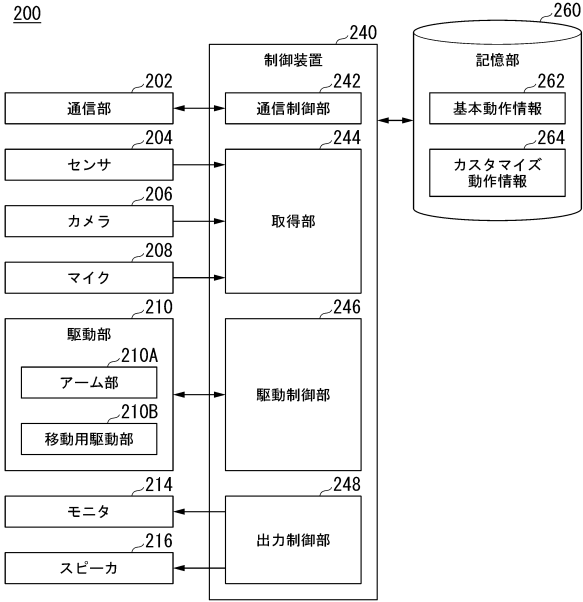 200
240
制御装置
260
記憶部
202
通信部
242
通信制御部
262
基本動作情報
204
センサ
244
取得部
264
カスタマイズ
動作情報
206
カメラ
208
マイク
210
駆動部
210A
アーム部
210B
移動用駆動部
246
駆動制御部
214
モニタ
248
出力制御部
216
スピーカ